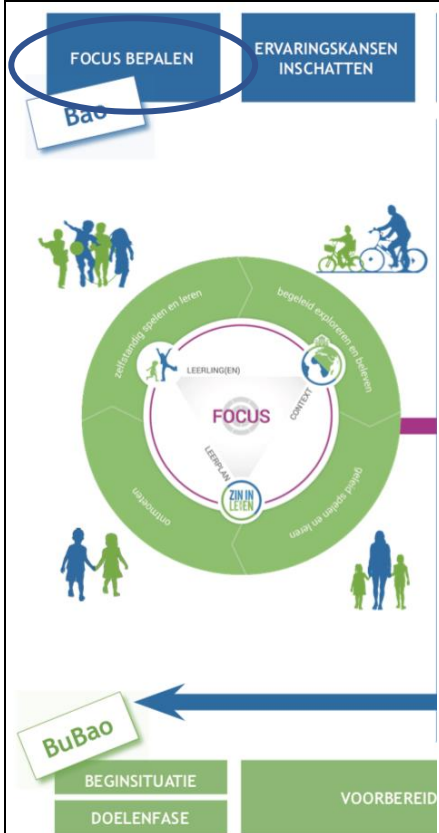 FOCUS BEPALEN
ERVARINGSKANSEN
INSCHATTEN
Bao
zelfstandig spelen en leren
begeleid exploreren en beleven
LEERLING(EN)
FOCUS
CONTEXT
LEERPLAN
ZIN IN
LEREN
ontmoeten
geleid spelen en leren
BuBao
BEGINSITUATIE
DOELENFASE
VOORBEREID